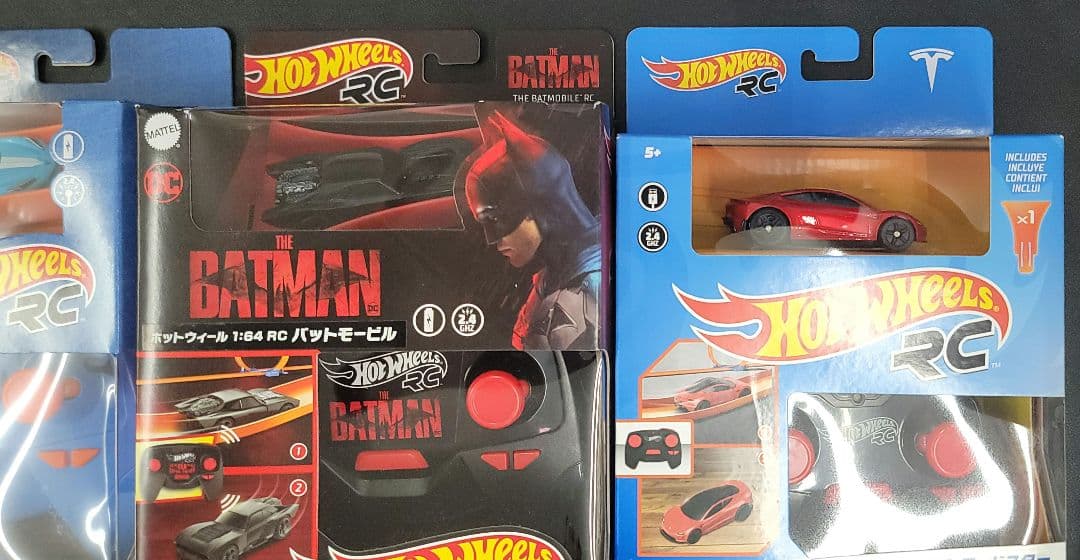 HOT WHEELS
RC
THE
BATMAN
THE BATMOBILE RC
HOT WHEELS
RC
T
MATTEL
DC
5+
2.4
GHZ
INCLUDES
INCLUYE
CONTIENT
INCLUI
x1
WHEELS
RC
THE
BATMAN
DC
ホットウィール 1:64 RC バットモービル
2.4
GHZ
HOT WHEELS
RC
THE
BATMAN
1
2
HOT WHEELS
RC
HOT WHEELS
RC
HOT WHEELS